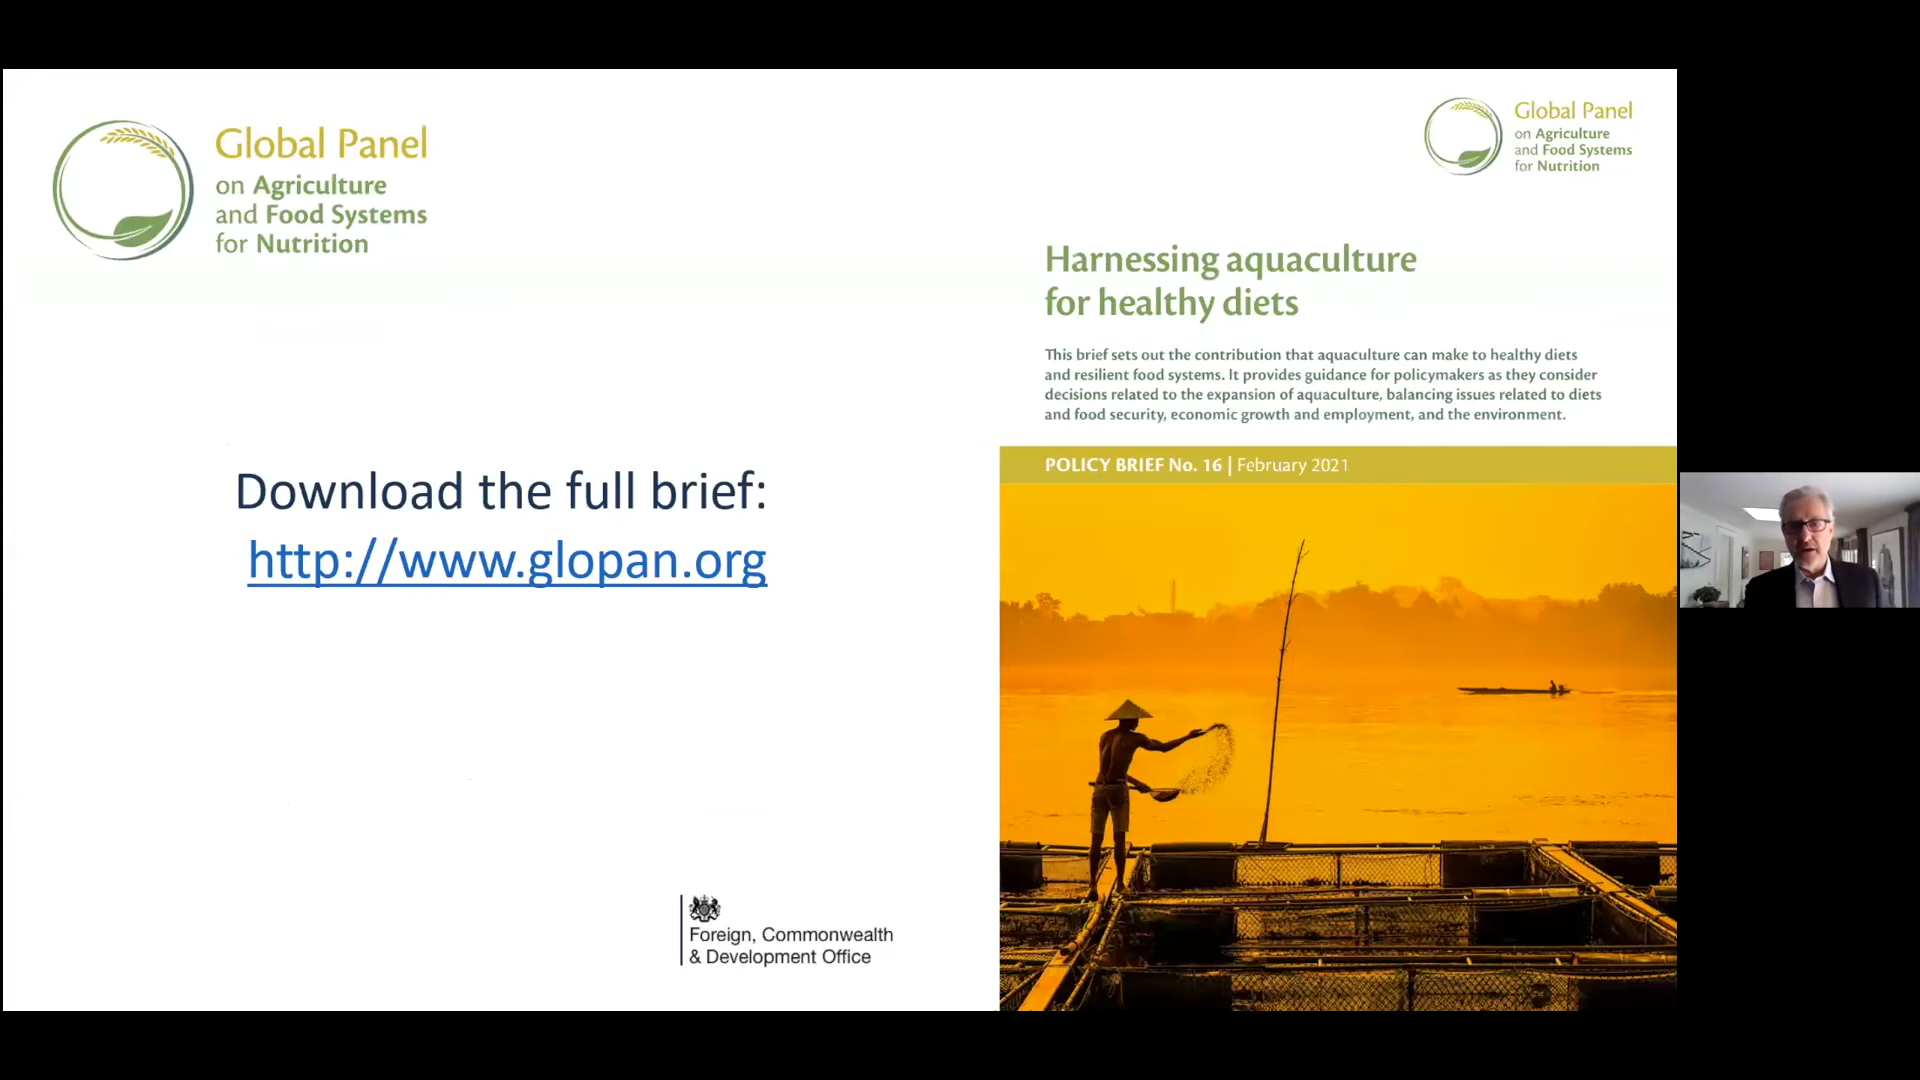 Global Panel
on Agriculture
and Food Systems
for Nutrition
Download the full brief:
http://www.glopan.org
Foreign, Commonwealth
& Development Office
Global Panel
on Agriculture
and Food Systems
for Nutrition
Harnessing aquaculture
for healthy diets
This brief sets out the contribution that aquaculture can make to healthy diets
and resilient food systems. It provides guidance for policymakers as they consider
decisions related to the expansion of aquaculture, balancing issues related to diets
and food security, economic growth and employment, and the environment.
POLICY BRIEF No. 16 | February 2021